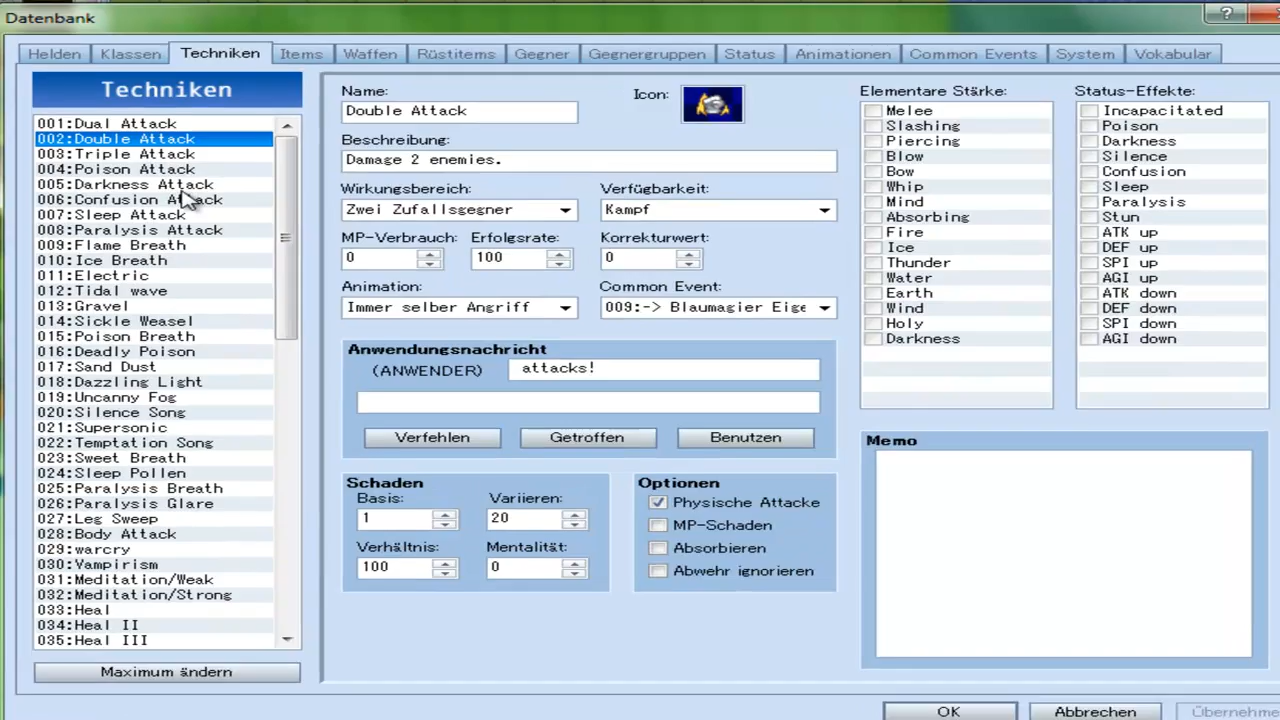 Datenbank
?
Helden Klassen Techniken Items Waffen Rüstitems Gegner Gegnergruppen Status Animationen Common Events System Vokabular
Techniken
001:Dual Attack
002:Double Attack
003:Triple Attack
004:Poison Attack
005:Darkness Attack
006:Confusion Attack
007:Sleep Attack
008:Paralysis Attack
009:Flame Breath
010:Ice Breath
011:Electric
012:Tidal wave
013:Gravel
014:Sickle Weasel
015:Poison Breath
016:Deadly Poison
017:Sand Dust
018:Dazzling Light
019:Uncanny Fog
020:Silence Song
021:Supersonic
022:Temptation Song
023:Sweet Breath
024:Sleep Pollen
025:Paralysis Breath
026:Paralysis Glare
027:Leg Sweep
028:Body Attack
029:warcry
030:Vampirism
031:Meditation/Weak
032:Meditation/Strong
033:Heal
034:Heal II
035:Heal III
Maximum ändern
Name:
Double Attack
Icon:
Beschreibung:
Damage 2 enemies.
Wirkungsbereich: Verfügbarkeit:
Zwei Zufallsgegner Kampf
MP-Verbrauch: Erfolgsrate: Korrekturwert:
0 100 0
Animation: Common Event:
Immer selber Angriff 009:-> Blaumagier Eige
Anwendungsnachricht
(ANWENDER) attacks!
Verfehlen Getroffen Benutzen
Schaden
Basis: Variieren:
1 20
Verhältnis: Mentalität:
100 0
Optionen
Physische Attacke
MP-Schaden
Absorbieren
Abwehr ignorieren
Elementare Stärke:
Melee
Slashing
Piercing
Blow
Bow
Whip
Mind
Absorbing
Fire
Ice
Thunder
Water
Earth
Wind
Holy
Darkness
Status-Effekte:
Incapacitated
Poison
Darkness
Silence
Confusion
Sleep
Paralysis
Stun
ATK up
DEF up
SPI up
AGI up
ATK down
DEF down
SPI down
AGI down
Memo
OK Abbrechen Übernehme